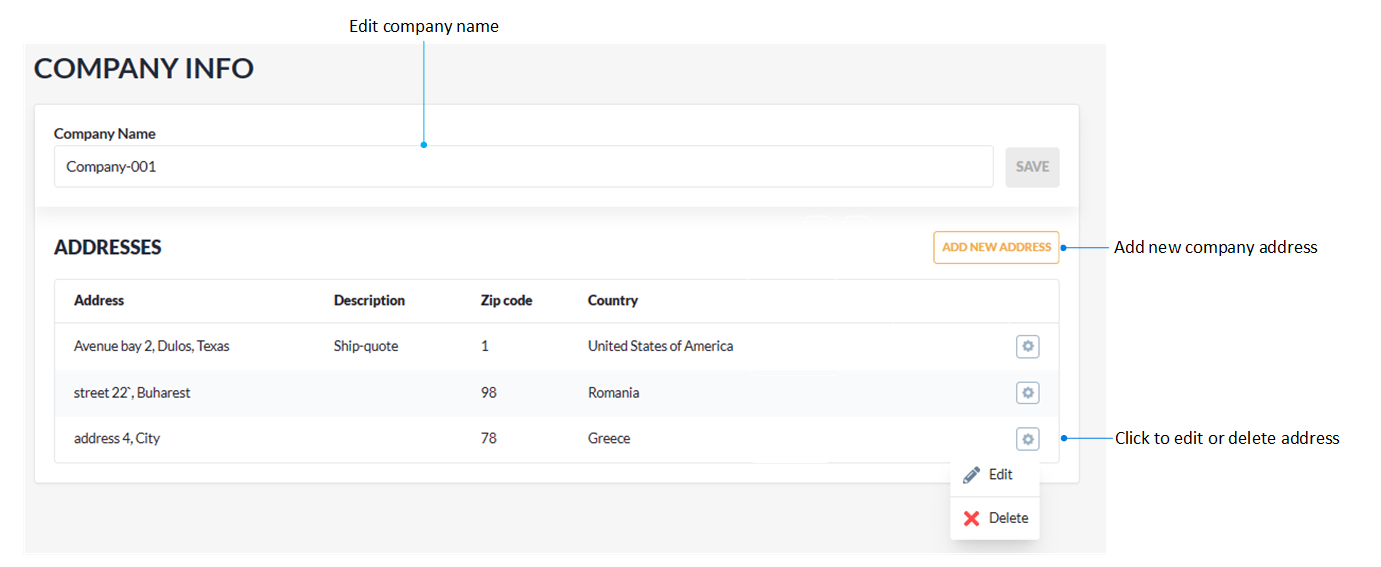 Edit company name
COMPANY INFO
Company Name
Company-001
SAVE
ADDRESSES
ADD NEW ADDRESS
Add new company address
Address Description Zip code Country
Avenue bay 2, Dulos, Texas Ship-quote 1 United States of America
street 22`, Buharest 98 Romania
address 4, City 78 Greece
Click to edit or delete address
Edit
Delete